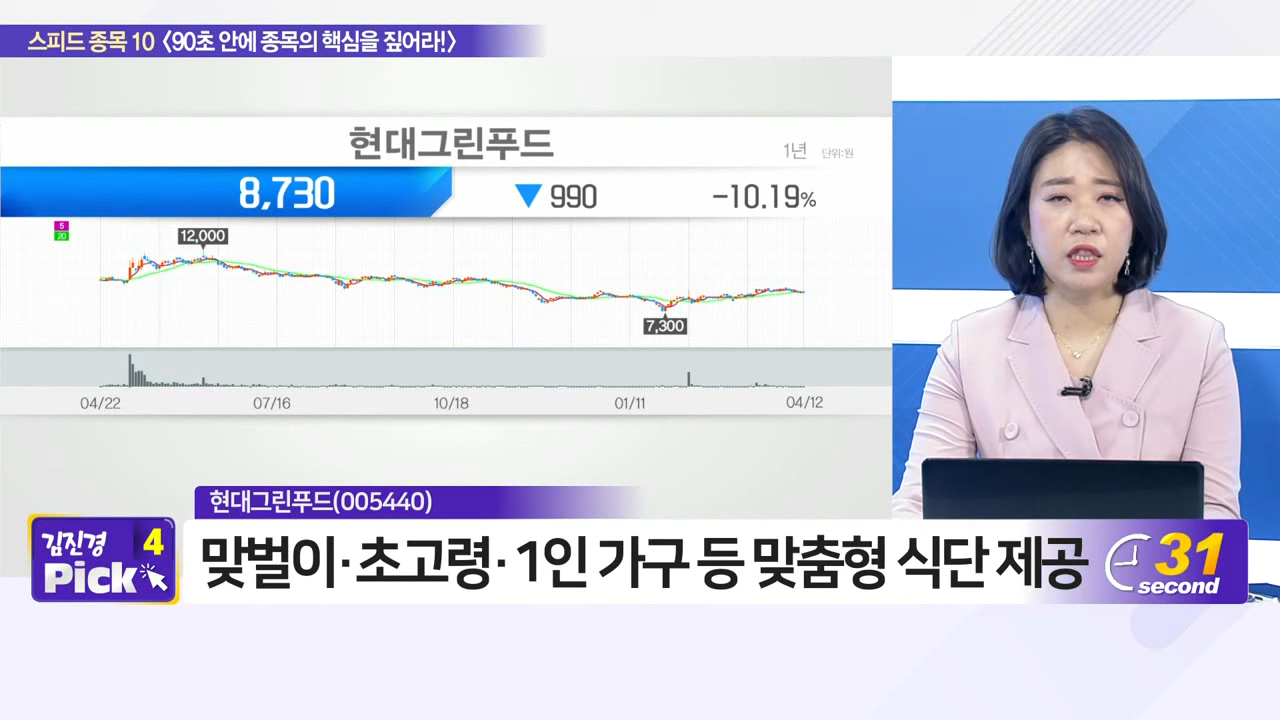 스피드 종목 10 〈90초 안에 종목의 핵심을 짚어라!〉
현대그린푸드
1년 단위:원
8,730 ▼ 990 -10.19%
5
20
12,000
7,300
04/22 07/16 10/18 01/11 04/12
현대그린푸드(005440)
김진경 4
Pick
맞벌이·초고령·1인 가구 등 맞춤형 식단 제공
31
second